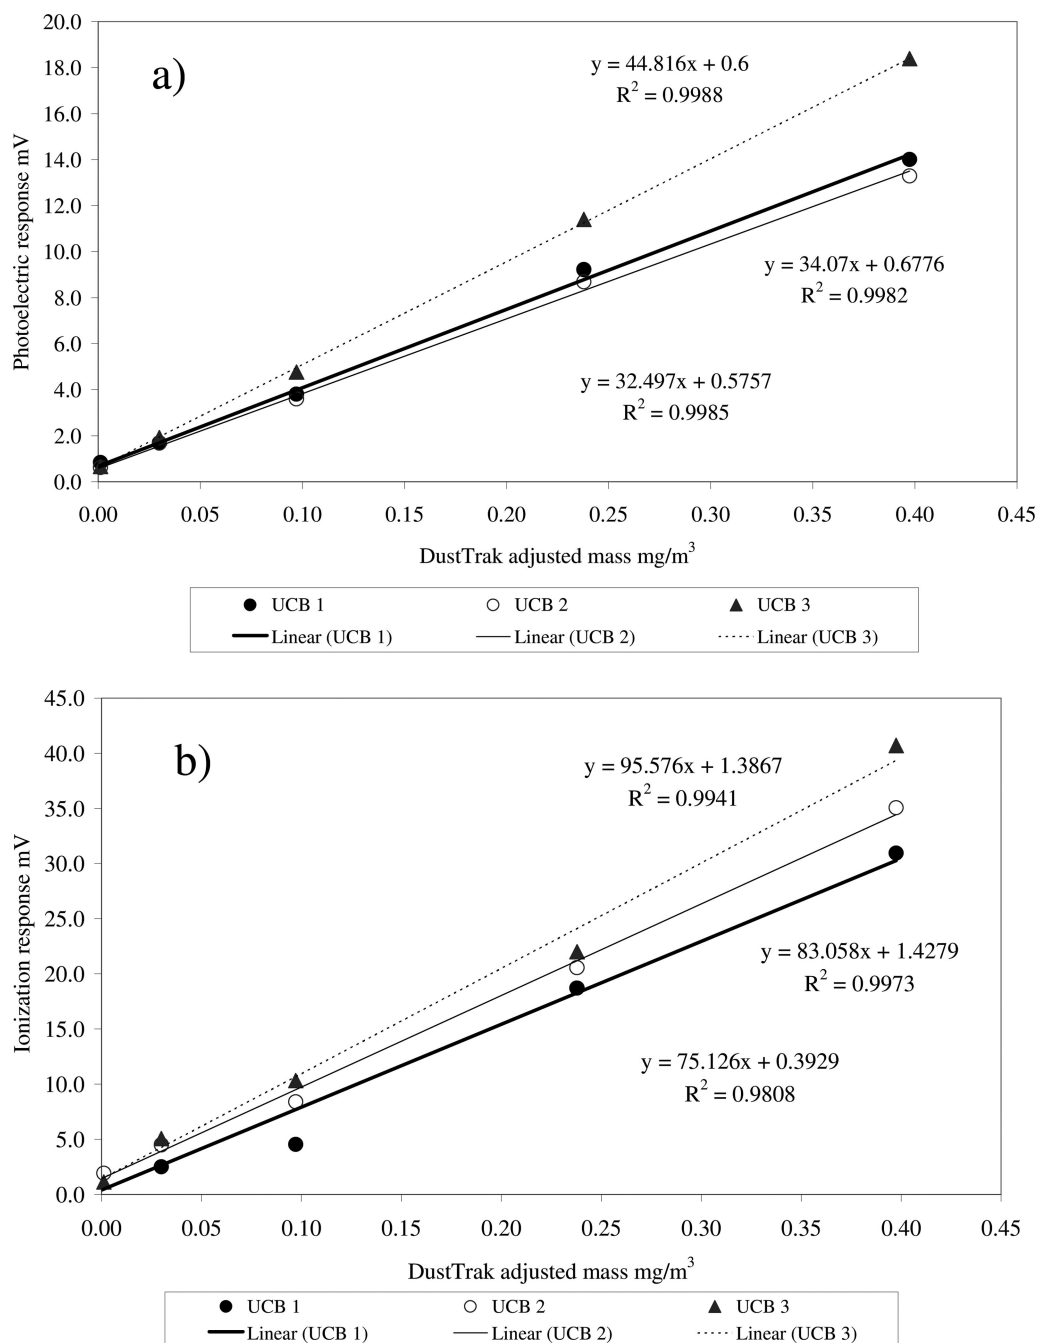 20.0
18.0
16.0
14.0
12.0
10.0
8.0
6.0
4.0
2.0
0.0
Photoelectric response mV
a)
y = 44.816x + 0.6
R² = 0.9988
y = 34.07x + 0.6776
R² = 0.9982
y = 32.497x + 0.5757
R² = 0.9985
0.00 0.05 0.10 0.15 0.20 0.25 0.30 0.35 0.40 0.45
DustTrak adjusted mass mg/m³
UCB 1 UCB 2 UCB 3
Linear (UCB 1) Linear (UCB 2) Linear (UCB 3)
45.0
40.0
35.0
30.0
25.0
20.0
15.0
10.0
5.0
0.0
Ionization response mV
b)
y = 95.576x + 1.3867
R² = 0.9941
y = 83.058x + 1.4279
R² = 0.9973
y = 75.126x + 0.3929
R² = 0.9808
0.00 0.05 0.10 0.15 0.20 0.25 0.30 0.35 0.40 0.45
DustTrak adjusted mass mg/m³
UCB 1 UCB 2 UCB 3
Linear (UCB 1) Linear (UCB 2) Linear (UCB 3)